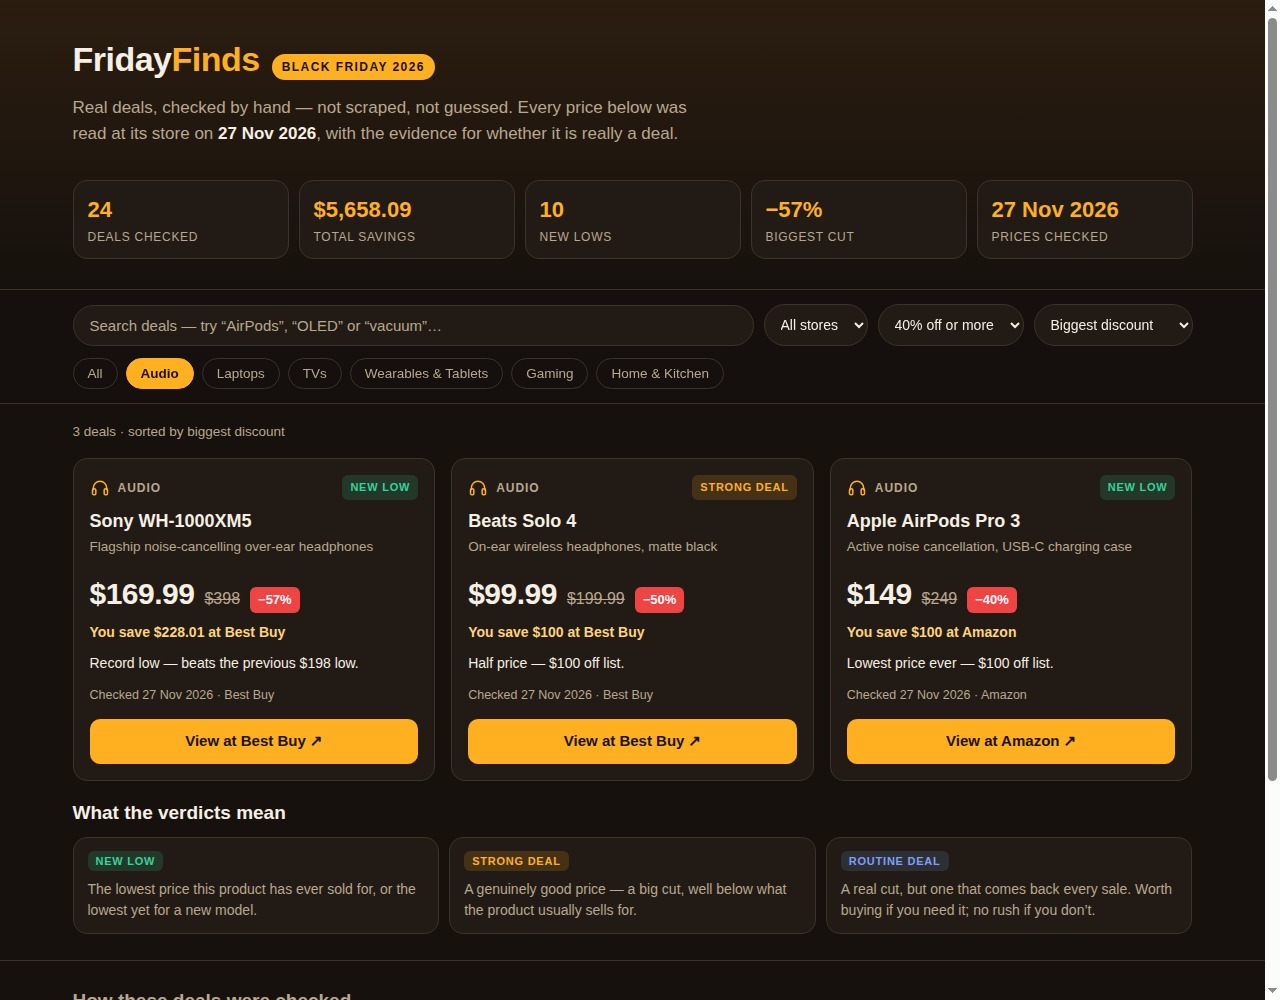 FridayFinds BLACK FRIDAY 2026
Real deals, checked by hand — not scraped, not guessed. Every price below was
read at its store on 27 Nov 2026, with the evidence for whether it is really a deal.
24
DEALS CHECKED
$5,658.09
TOTAL SAVINGS
10
NEW LOWS
−57%
BIGGEST CUT
27 Nov 2026
PRICES CHECKED
Search deals — try “AirPods”, “OLED” or “vacuum”…
All stores
40% off or more
Biggest discount
All
Audio
Laptops
TVs
Wearables & Tablets
Gaming
Home & Kitchen
3 deals · sorted by biggest discount
AUDIO
NEW LOW
Sony WH-1000XM5
Flagship noise-cancelling over-ear headphones
$169.99 $398 −57%
You save $228.01 at Best Buy
Record low — beats the previous $198 low.
Checked 27 Nov 2026 · Best Buy
View at Best Buy ↗
AUDIO
STRONG DEAL
Beats Solo 4
On-ear wireless headphones, matte black
$99.99 $199.99 −50%
You save $100 at Best Buy
Half price — $100 off list.
Checked 27 Nov 2026 · Best Buy
View at Best Buy ↗
AUDIO
NEW LOW
Apple AirPods Pro 3
Active noise cancellation, USB-C charging case
$149 $249 −40%
You save $100 at Amazon
Lowest price ever — $100 off list.
Checked 27 Nov 2026 · Amazon
View at Amazon ↗
What the verdicts mean
NEW LOW
The lowest price this product has ever sold for, or the
lowest yet for a new model.
STRONG DEAL
A genuinely good price — a big cut, well below what
the product usually sells for.
ROUTINE DEAL
A real cut, but one that comes back every sale. Worth
buying if you need it; no rush if you don’t.
How these deals were checked